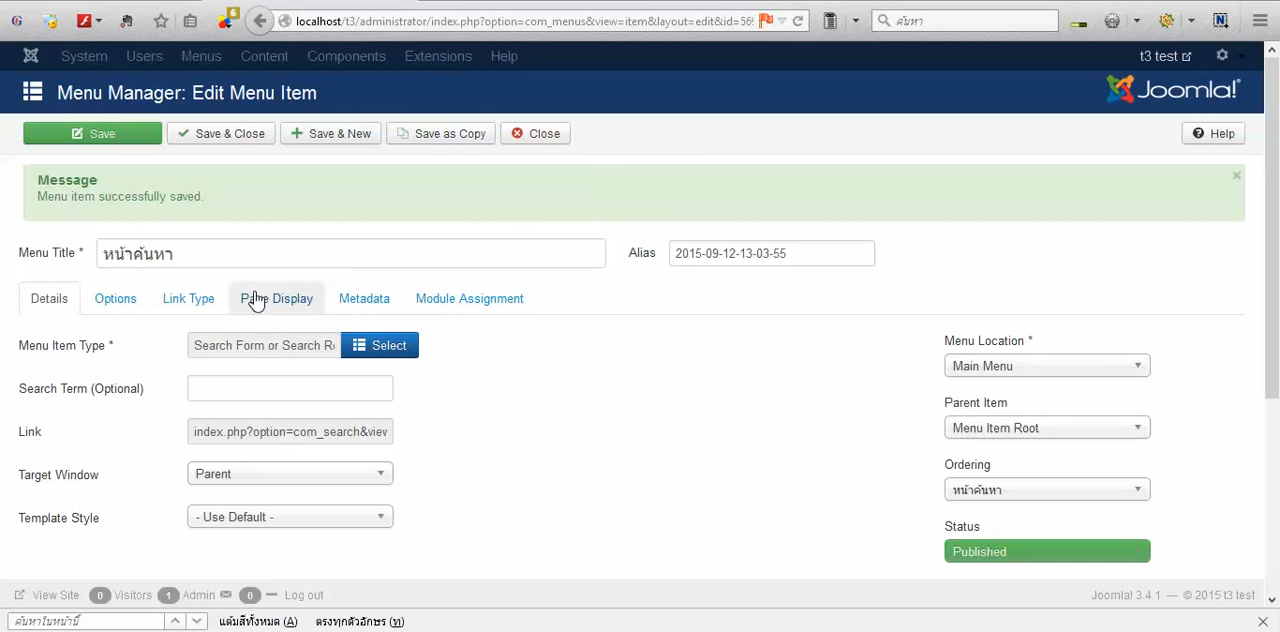 localhost/t3/administrator/index.php?option=com_menus&view=item&layout=edit&id=56
ค้นหา
6
System Users Menus Content Components Extensions Help
t3 test
Menu Manager: Edit Menu Item
Joomla!
Save
Save & Close
Save & New
Save as Copy
Close
Help
Message
Menu item successfully saved.
×
Menu Title *
หน้าค้นหา
Alias
2015-09-12-13-03-55
Details Options Link Type Page Display Metadata Module Assignment
Menu Item Type *
Search Form or Search Re
Select
Search Term (Optional)
Link
index.php?option=com_search&view
Target Window
Parent
Template Style
- Use Default -
Menu Location *
Main Menu
Parent Item
Menu Item Root
Ordering
หน้าค้นหา
Status
Published
View Site 0 Visitors 1 Admin 0 Log out
Joomla! 3.4.1 — © 2015 t3 test
ค้นหาในหน้านี้
แต้มสีทั้งหมด (A)
ตรงทุกตัวอักษร (ท)